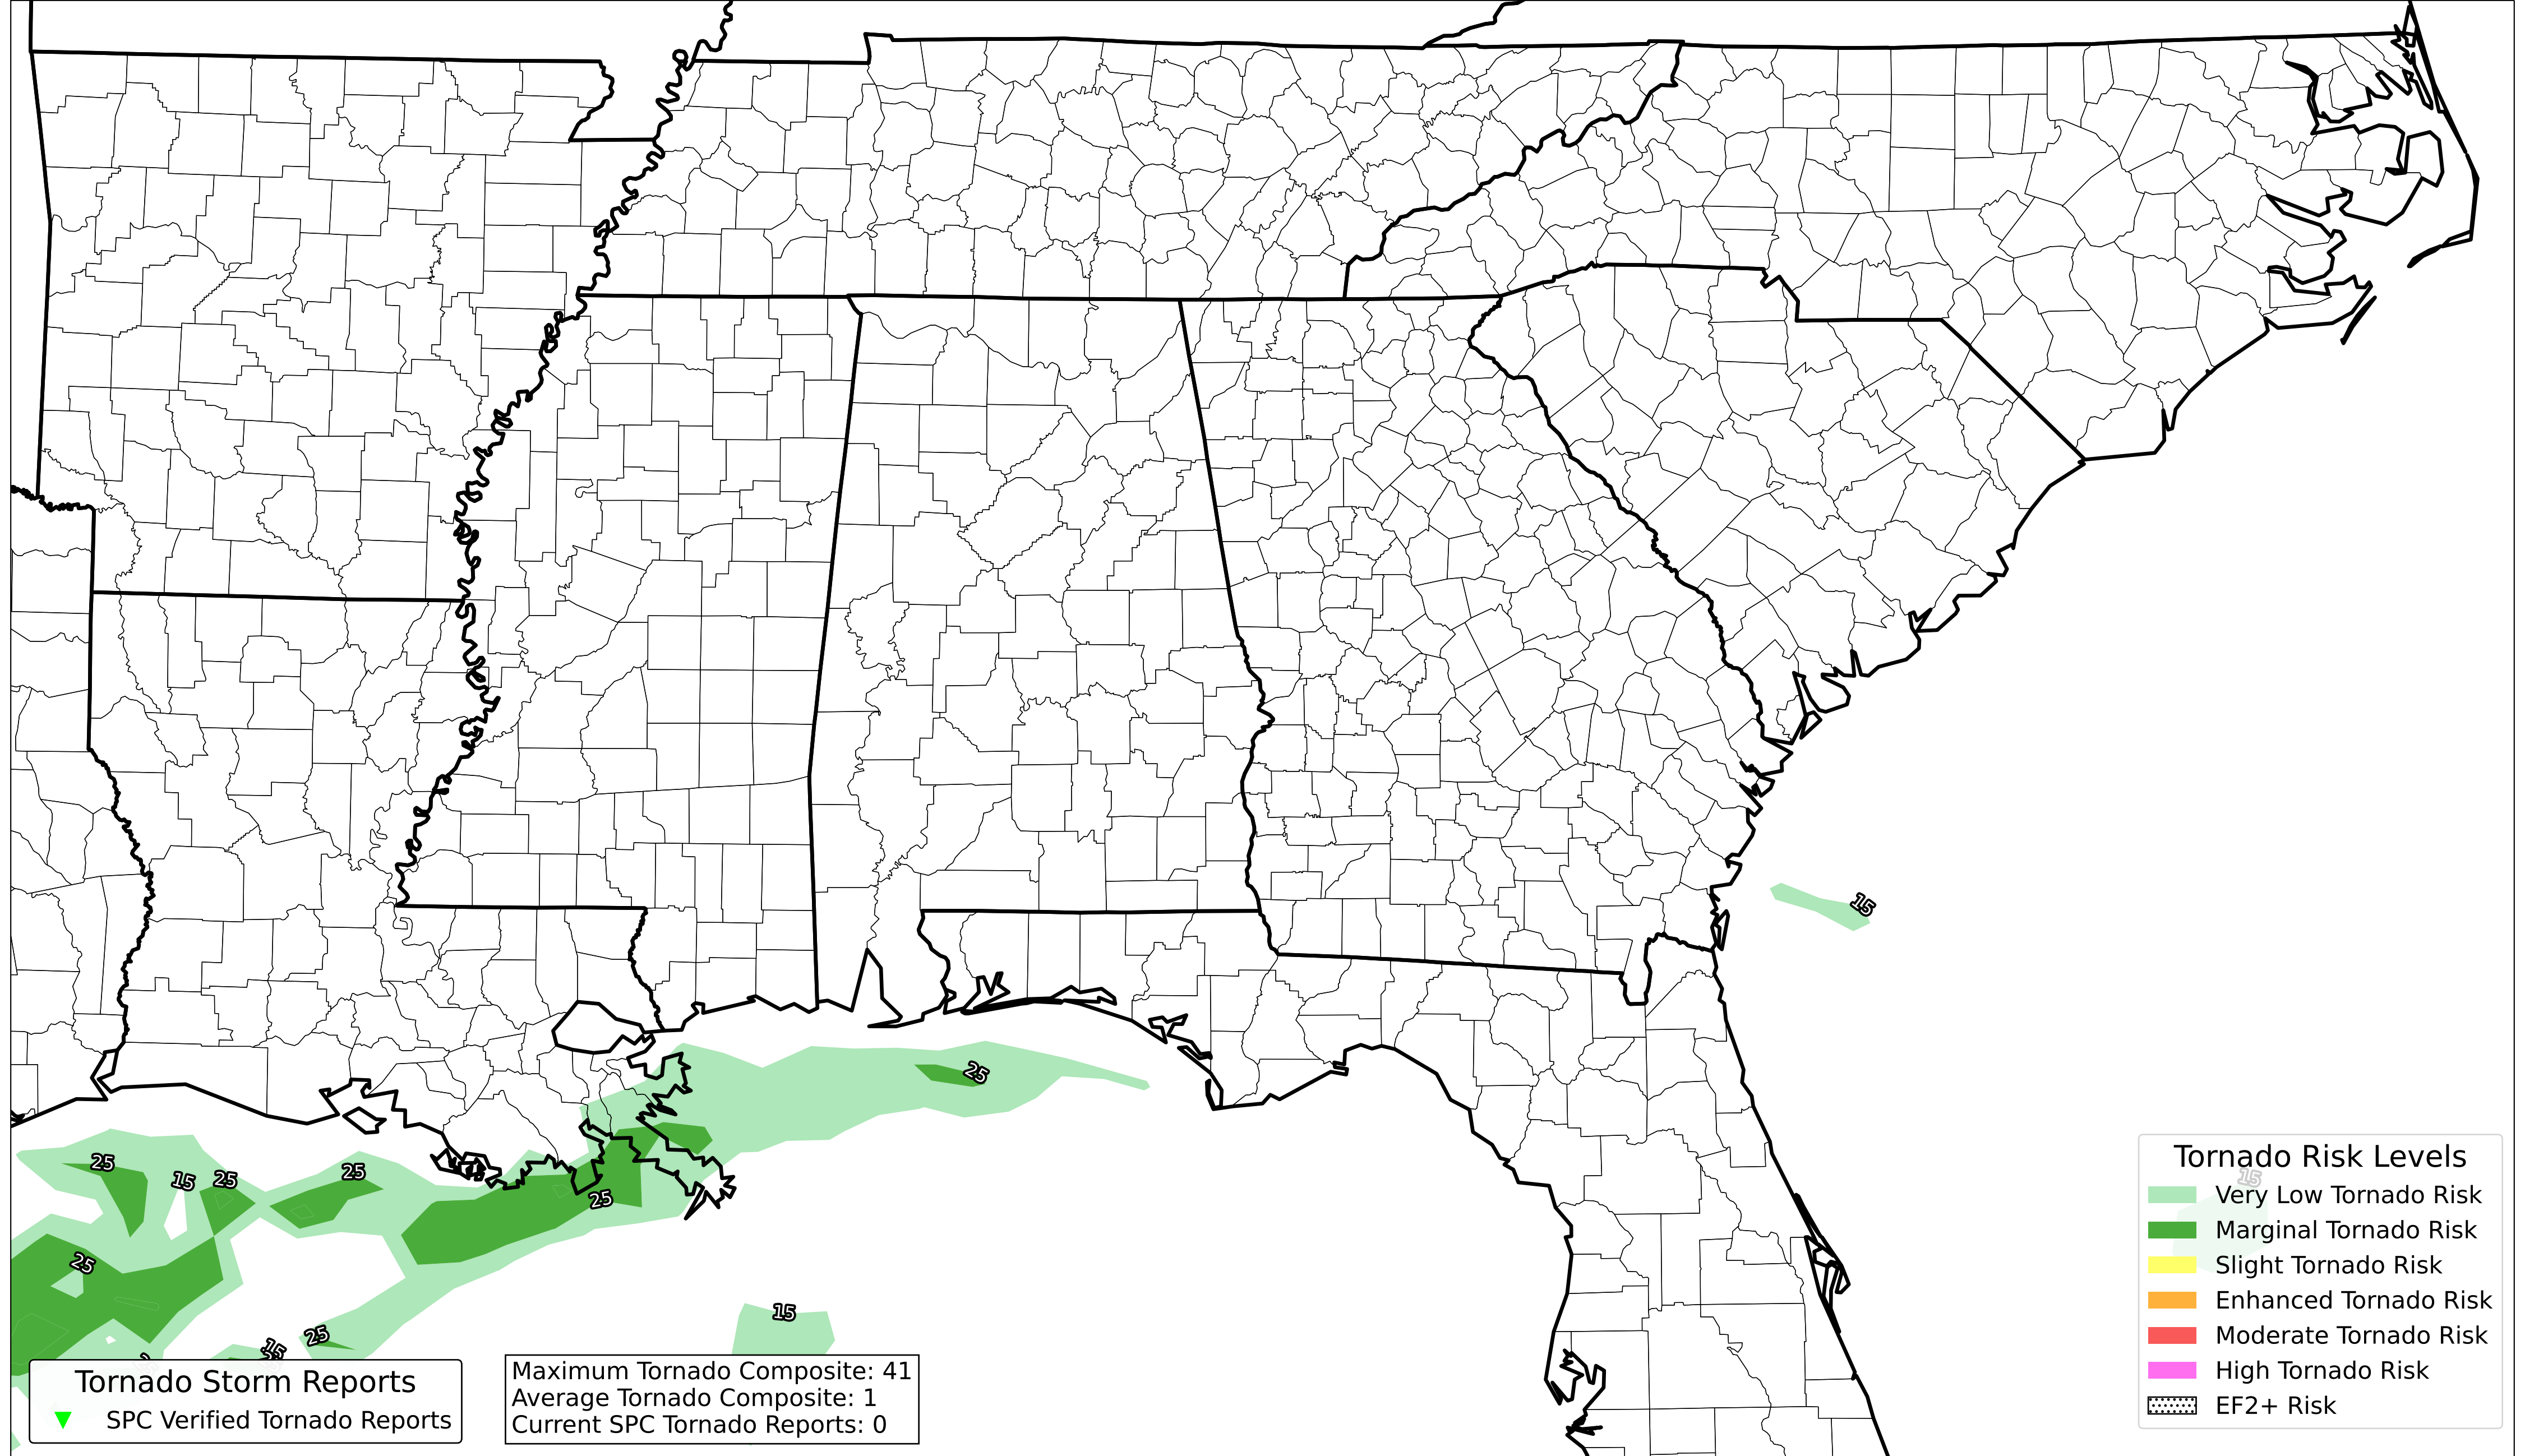 15
25
15
25
15
25
25
25
25
15
25
15
15
Tornado Risk Levels
Very Low Tornado Risk
Marginal Tornado Risk
Slight Tornado Risk
Enhanced Tornado Risk
Moderate Tornado Risk
High Tornado Risk
EF2+ Risk
Tornado Storm Reports
SPC Verified Tornado Reports
Maximum Tornado Composite: 41
Average Tornado Composite: 1
Current SPC Tornado Reports: 0